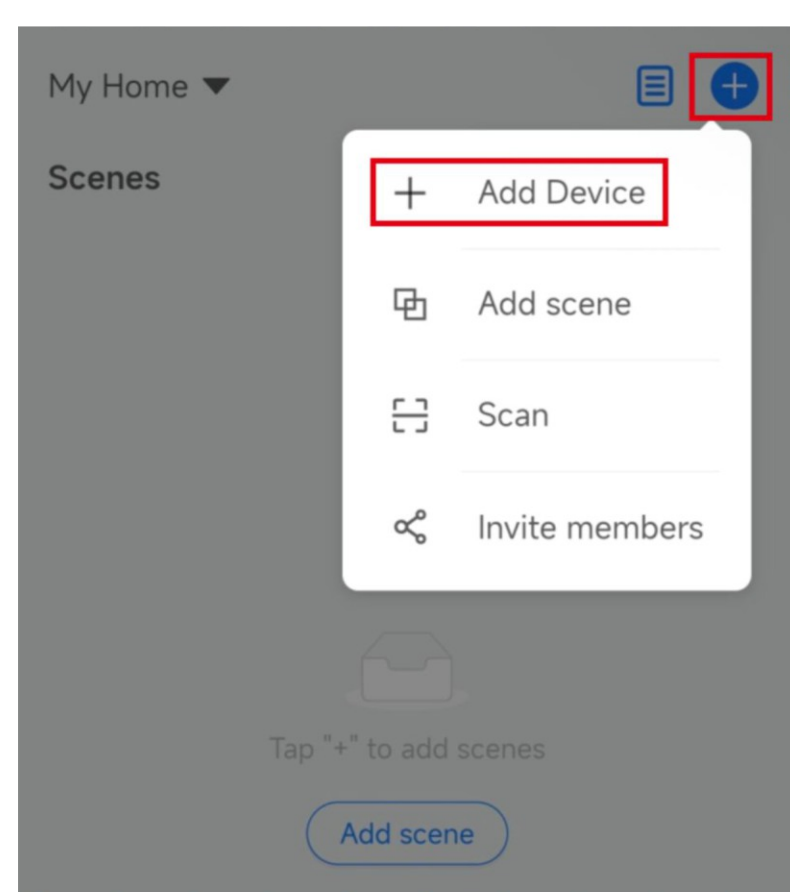 My Home
Scenes
Add Device
Add scene
Scan
Invite members
Tap "+" to add scenes
Add scene